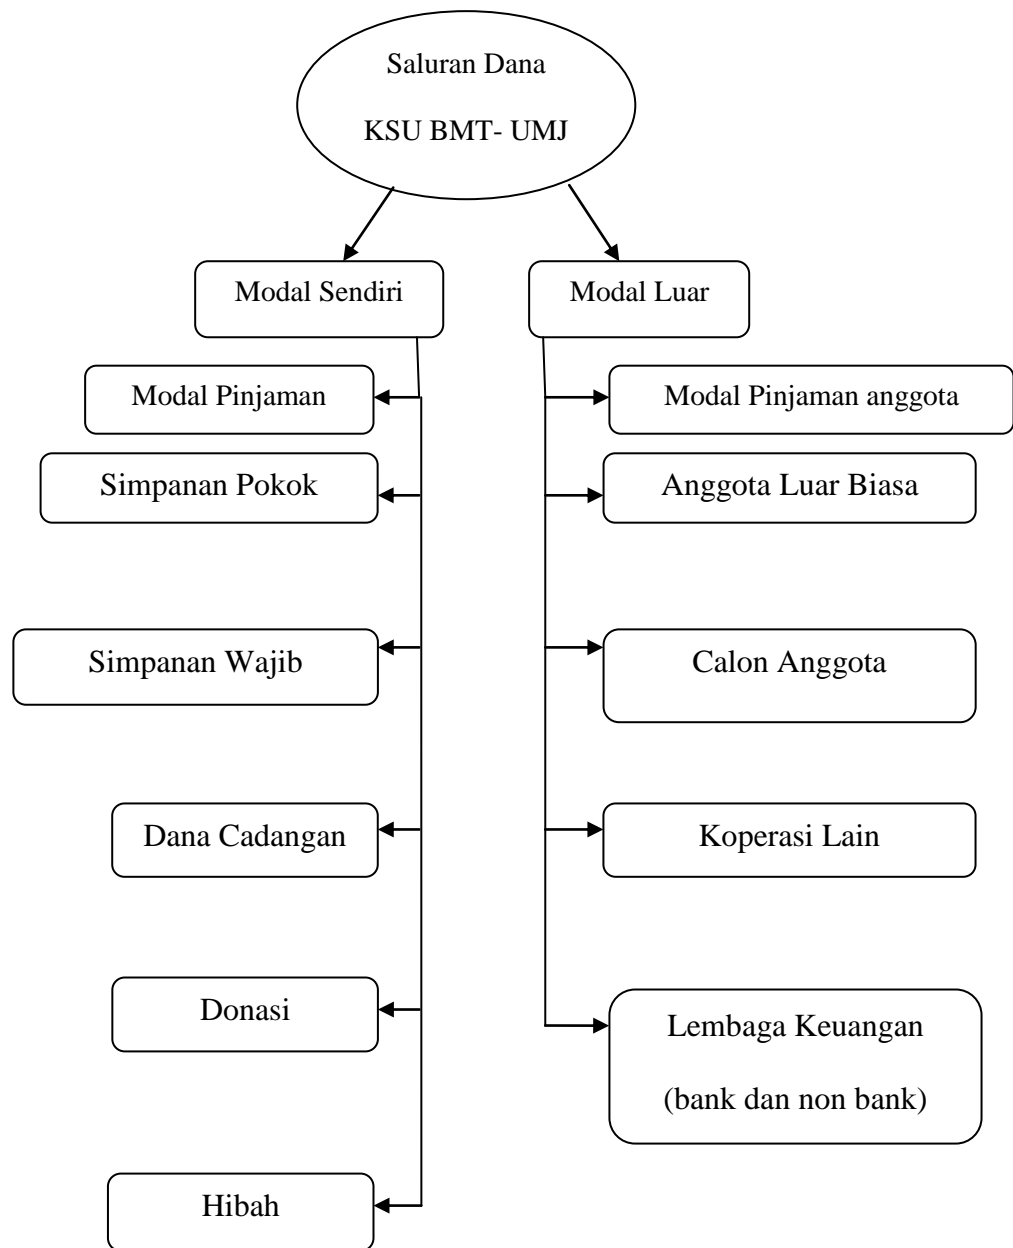 Saluran Dana
KSU BMT- UMJ
Modal Sendiri
Modal Luar
Modal Pinjaman
Simpanan Pokok
Simpanan Wajib
Dana Cadangan
Donasi
Hibah
Modal Pinjaman anggota
Anggota Luar Biasa
Calon Anggota
Koperasi Lain
Lembaga Keuangan
(bank dan non bank)